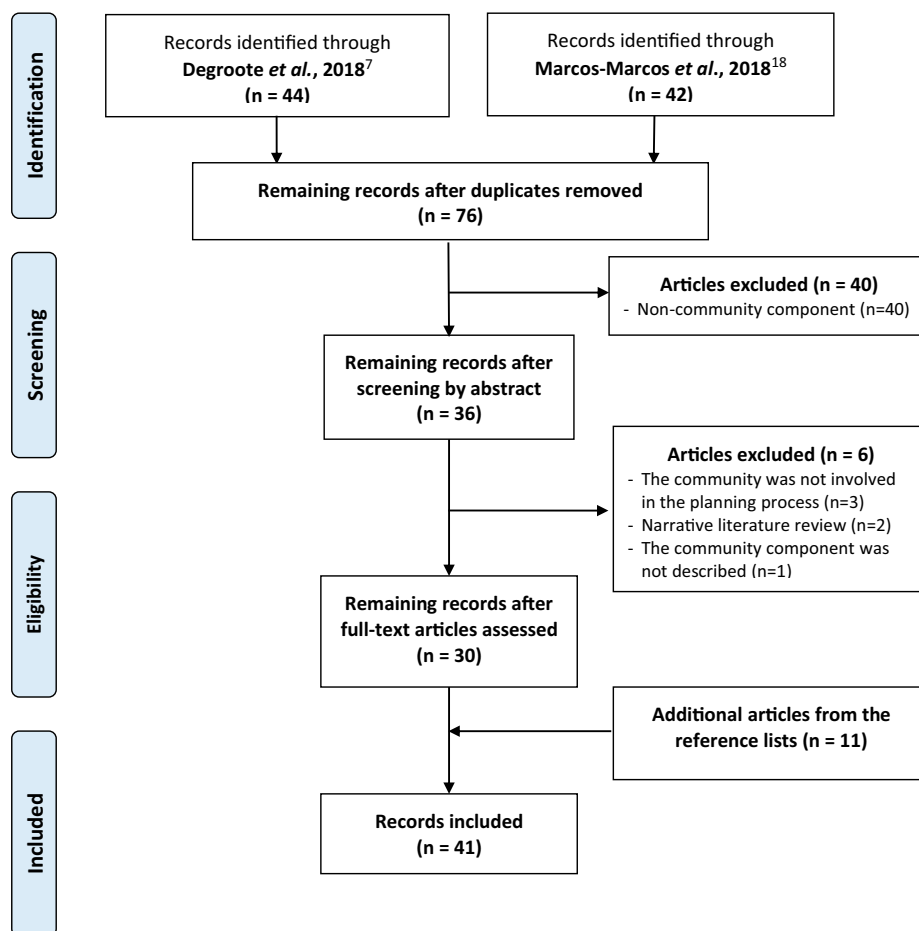 Identification
Records identified through
Degroote et al., 2018⁷
(n = 44)
Records identified through
Marcos-Marcos et al., 2018¹⁸
(n = 42)
Remaining records after duplicates removed
(n = 76)
Screening
Articles excluded (n = 40)
- Non-community component (n=40)
Remaining records after
screening by abstract
(n = 36)
Eligibility
Articles excluded (n = 6)
- The community was not involved
in the planning process (n=3)
- Narrative literature review (n=2)
- The community component was
not described (n=1)
Remaining records after
full-text articles assessed
(n = 30)
Included
Additional articles from the
reference lists (n = 11)
Records included
(n = 41)